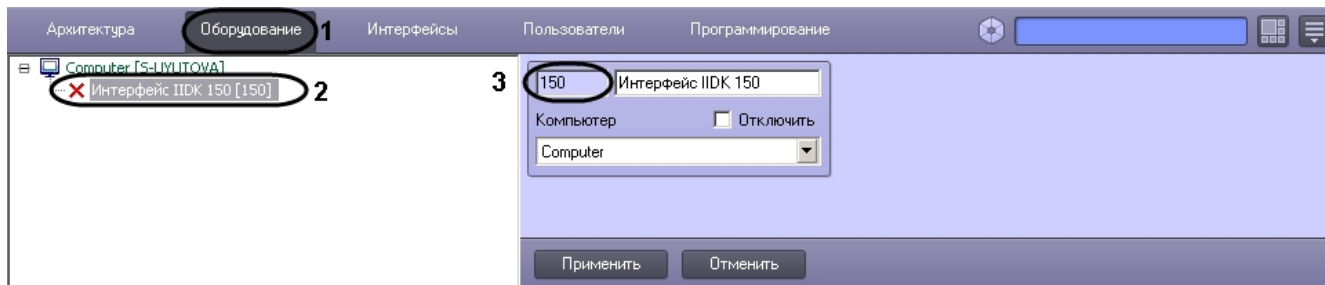 Архитектура Оборудование 1 Интерфейсы Пользователи Программирование
Computer [S-UYUTOVA]
Интерфейс IIDK 150 [150] 2
3 150 Интерфейс IIDK 150
Компьютер Отключить
Computer
Применить Отменить